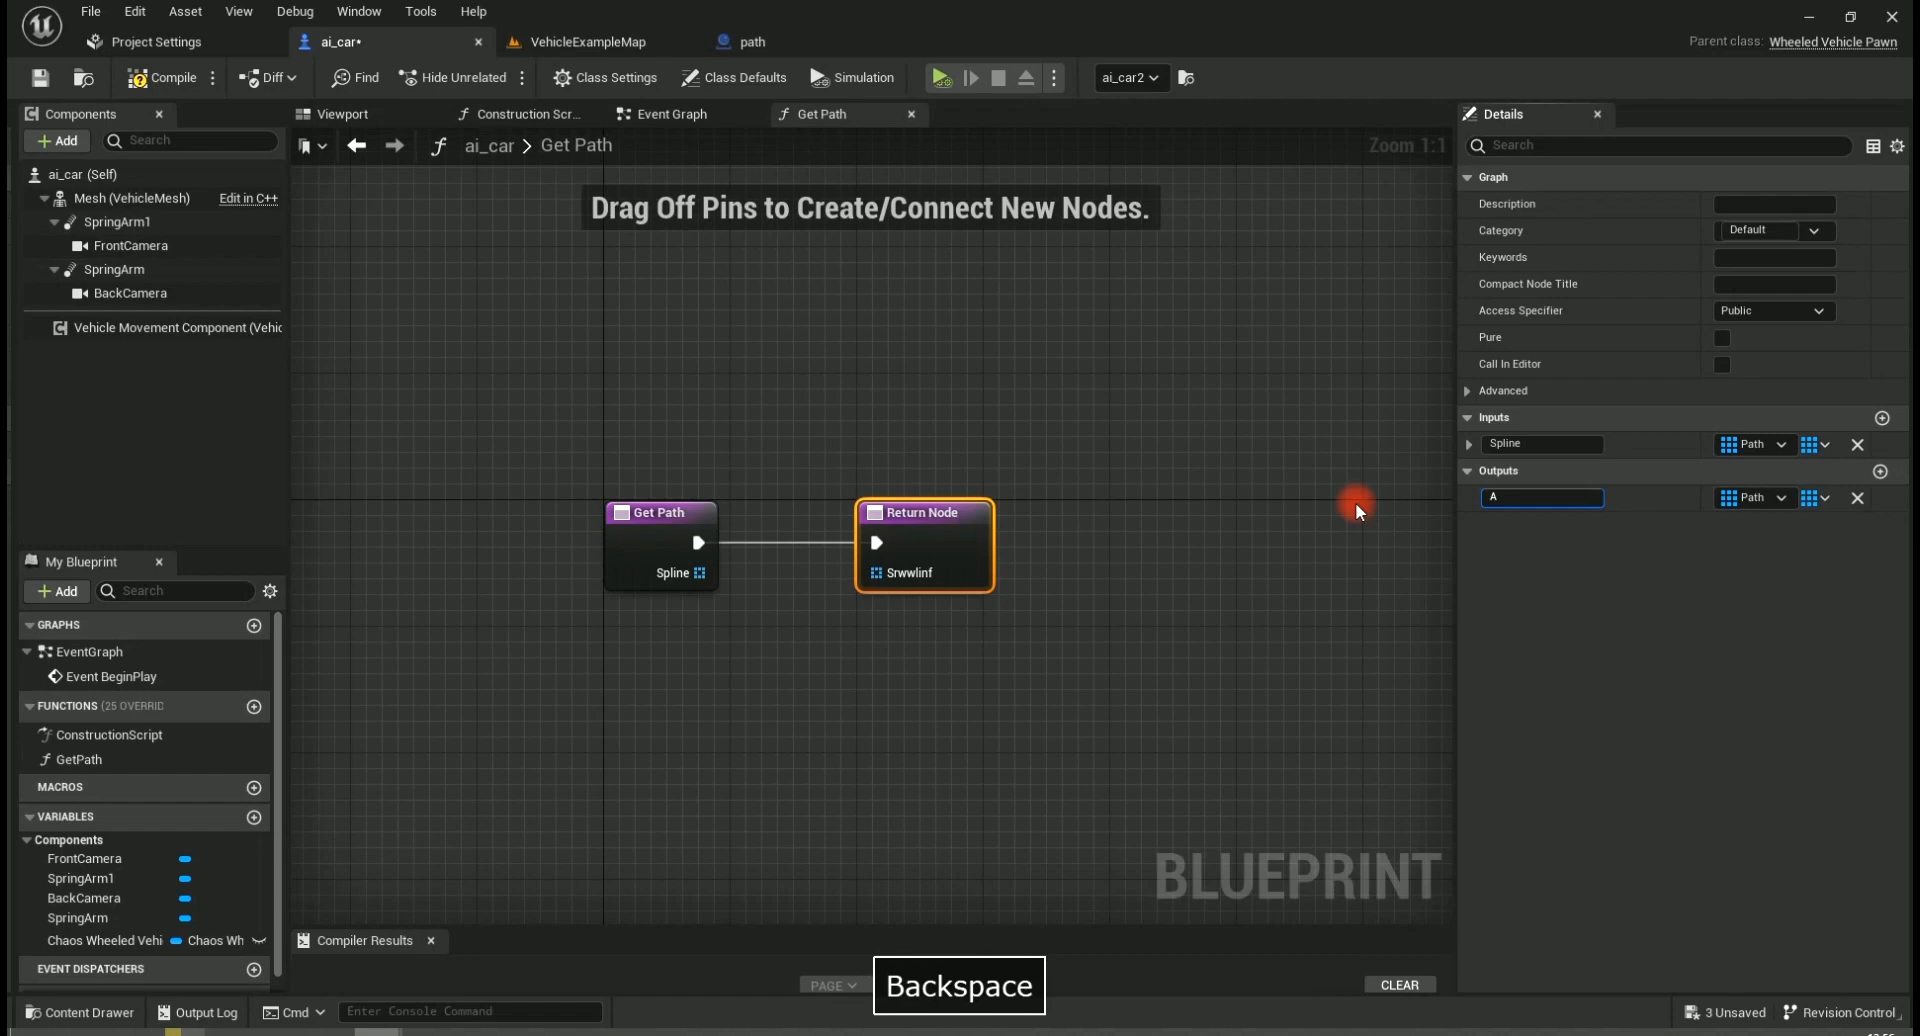 File Edit Asset View Debug Window Tools Help
Project Settings
ai_car•
VehicleExampleMap
path
Parent class: Wheeled Vehicle Pawn
Compile
Diff
Find
Hide Unrelated
Class Settings
Class Defaults
Simulation
ai_car2
Components
Viewport
Construction Scr...
Event Graph
Get Path
Details
Add
Search
ai_car > Get Path
Zoom 1:1
Search
ai_car (Self)
Mesh (VehicleMesh) Edit in C++
SpringArm1
FrontCamera
SpringArm
BackCamera
Vehicle Movement Component (Vehic
Drag Off Pins to Create/Connect New Nodes.
Graph
Description
Category Default
Keywords
Compact Node Title
Access Specifier Public
Pure
Call In Editor
Advanced
Inputs
Spline Path
Outputs
A Path
Get Path
Spline
Return Node
Srwwlinf
My Blueprint
Add
Search
GRAPHS
EventGraph
Event BeginPlay
FUNCTIONS (25 OVERRID
ConstructionScript
GetPath
MACROS
VARIABLES
Components
FrontCamera
SpringArm1
BackCamera
SpringArm
Chaos Wheeled Vehi Chaos Wh
EVENT DISPATCHERS
BLUEPRINT
Compiler Results
PAGE
Backspace
CLEAR
Content Drawer
Output Log
Cmd
Enter Console Command
3 Unsaved
Revision Control